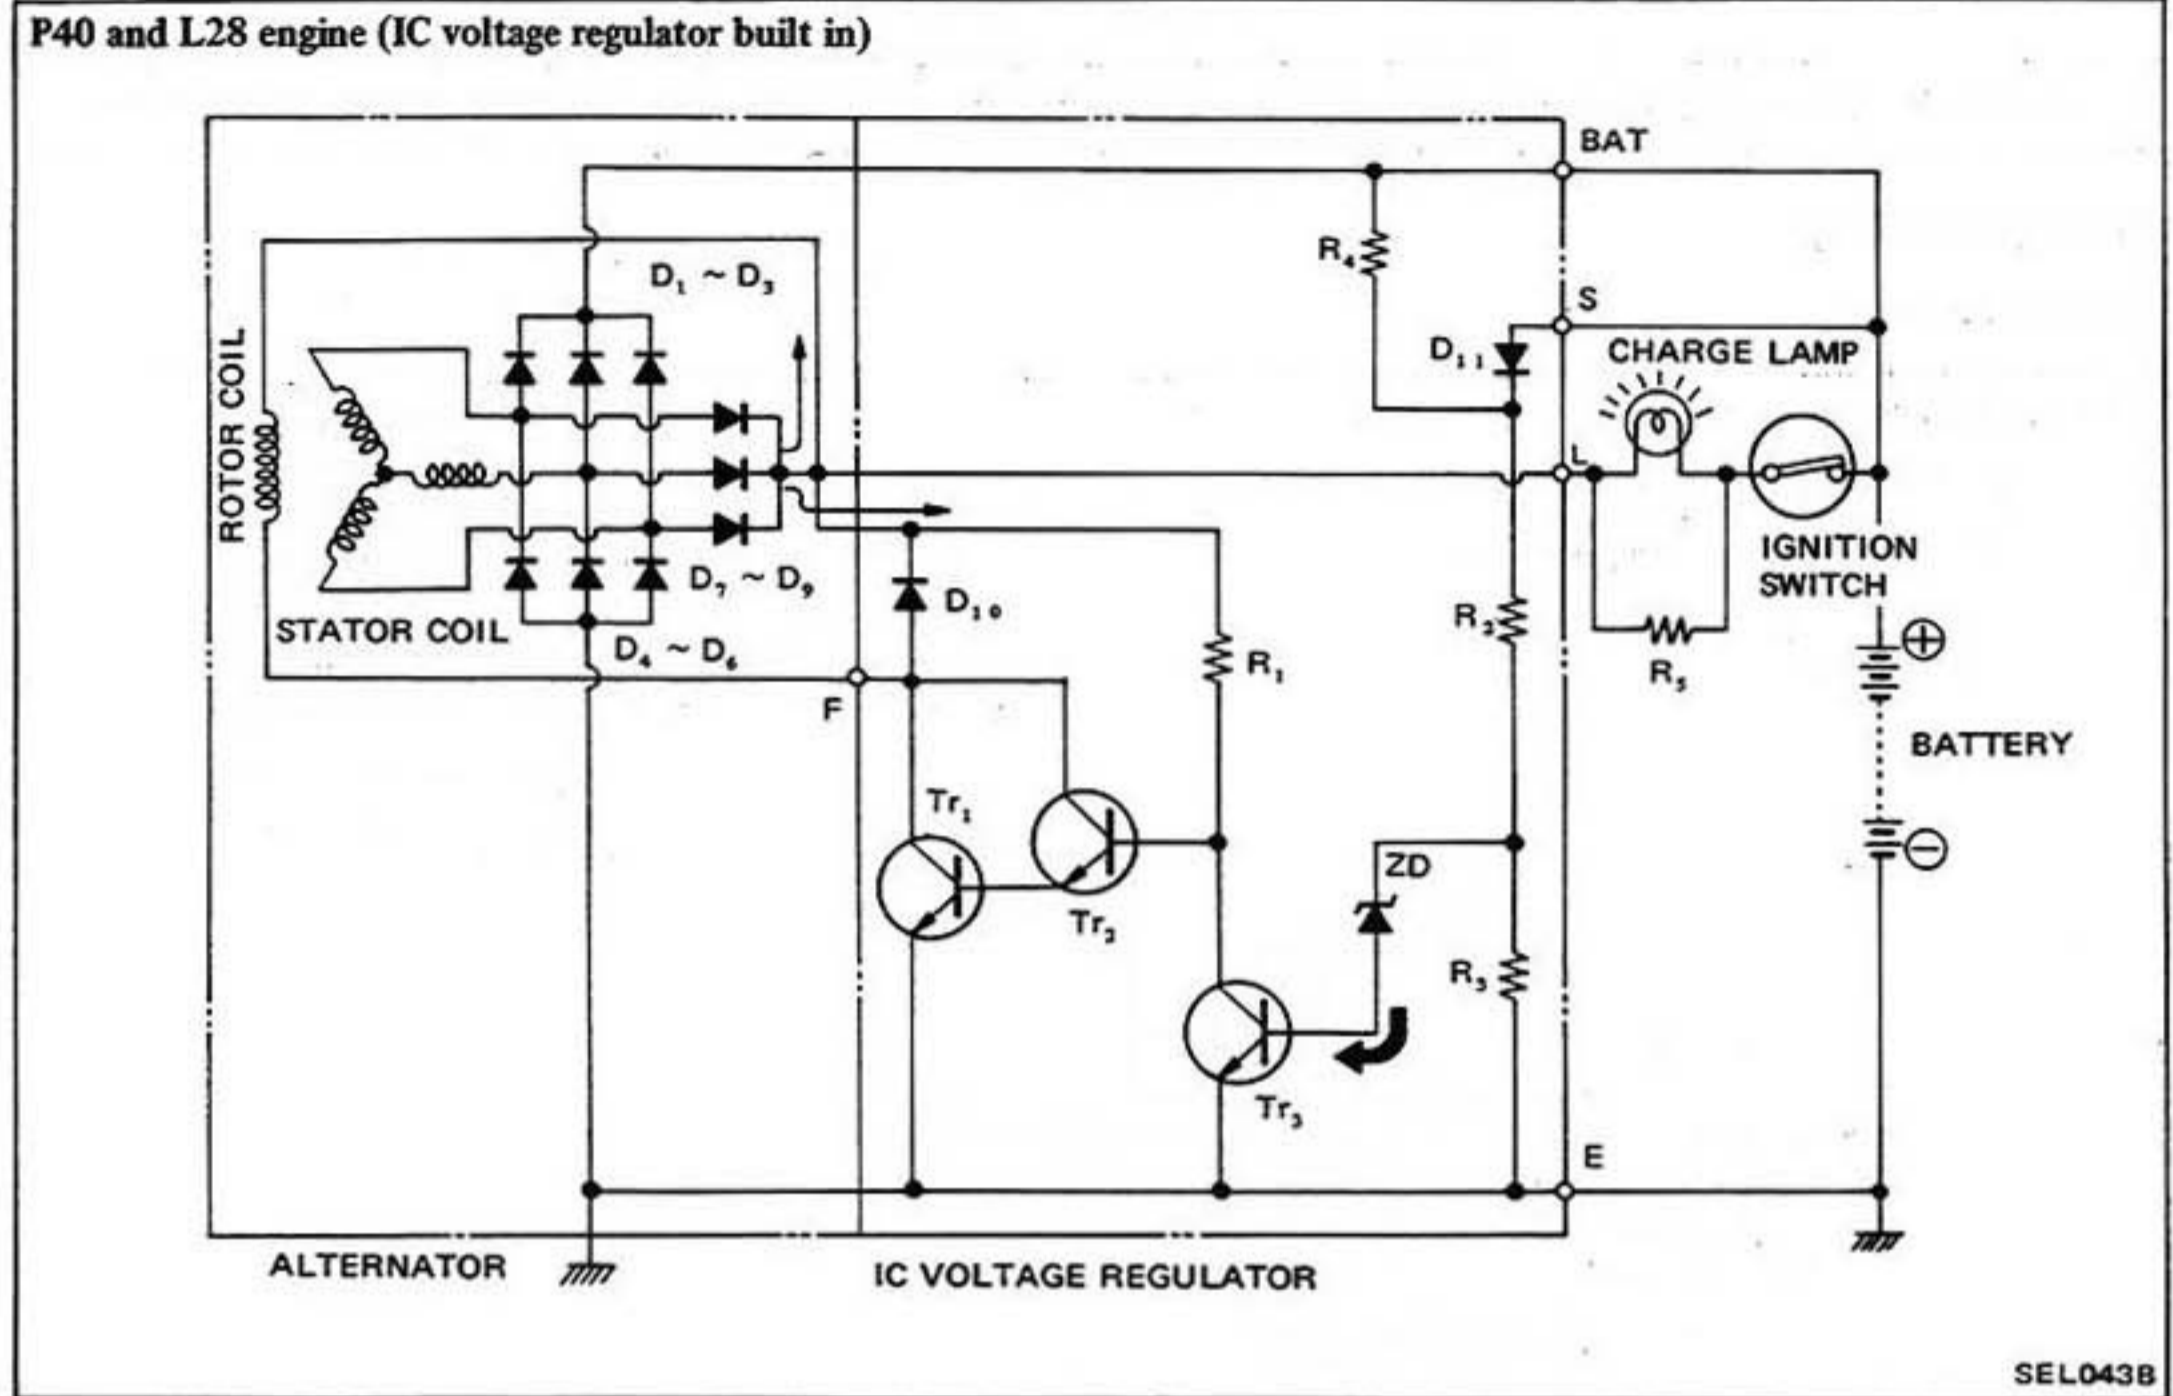 P40 and L28 engine (IC voltage regulator built in)
BAT
R₄
D₁ ~ D₃
S
D₁₁
CHARGE LAMP
ROTOR COIL
L
IGNITION
SWITCH
D₇ ~ D₉
D₁₀
STATOR COIL
R₂
D₄ ~ D₆
R₁
R₅
F
BATTERY
Tr₁
ZD
Tr₂
R₃
Tr₃
E
ALTERNATOR
IC VOLTAGE REGULATOR
SEL043B